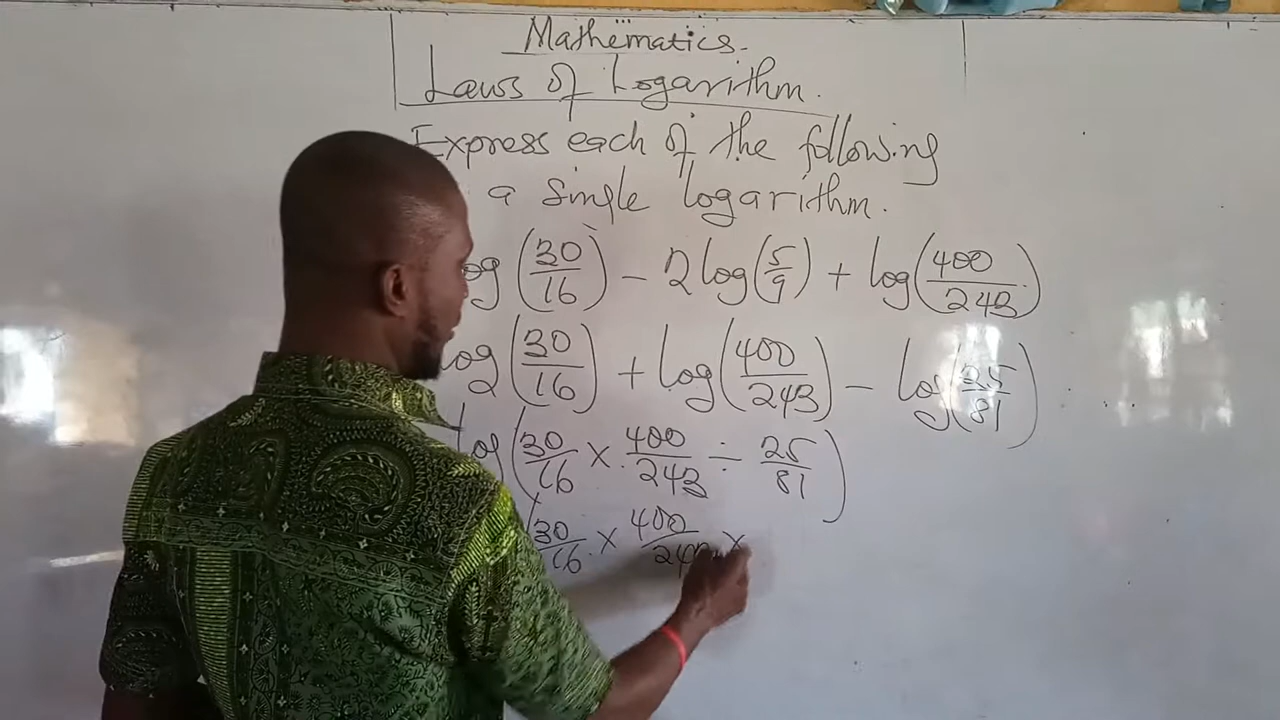 Mathematics.
Laws of Logarithm.
Express each of the following
a single logarithm.
log (30/16) - 2 log (5/9) + log (400/243)
log (30/16) + log (400/243) - log (25/81)
log (30/16 × 400/243 ÷ 25/81)
(30/16 × 400/243 ×